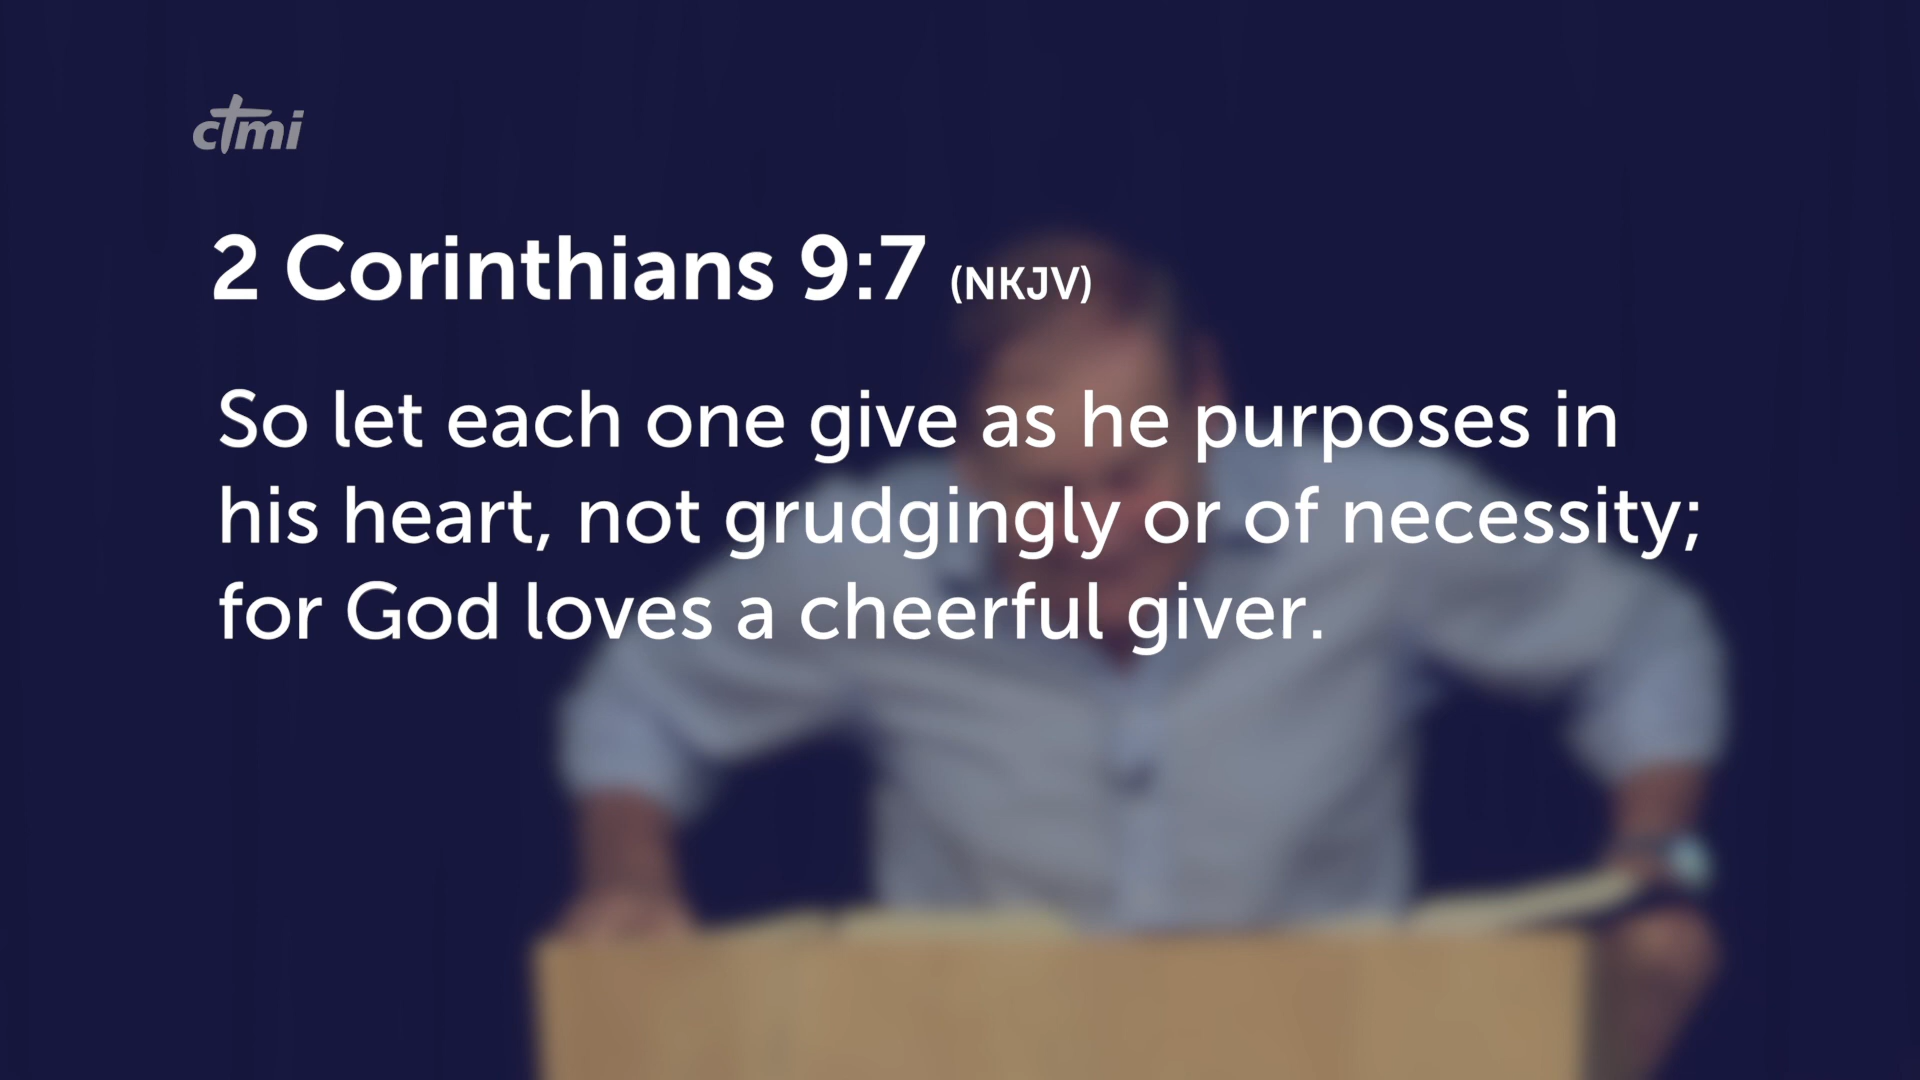 ctmi
2 Corinthians 9:7 (NKJV)
So let each one give as he purposes in
his heart, not grudgingly or of necessity;
for God loves a cheerful giver.